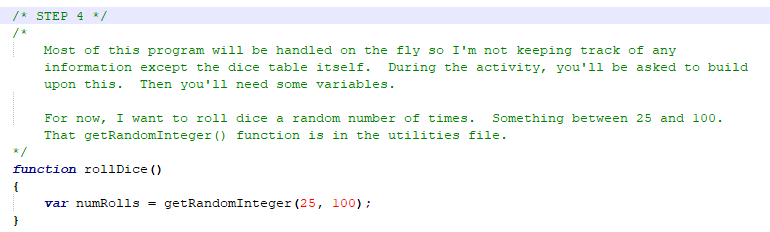 /* STEP 4 */
/*
Most of this program will be handled on the fly so I'm not keeping track of any
information except the dice table itself.  During the activity, you'll be asked to build
upon this.  Then you'll need some variables.
For now, I want to roll dice a random number of times.  Something between 25 and 100.
That getRandomInteger() function is in the utilities file.
*/
function rollDice()
{
var numRolls = getRandomInteger(25, 100);
}